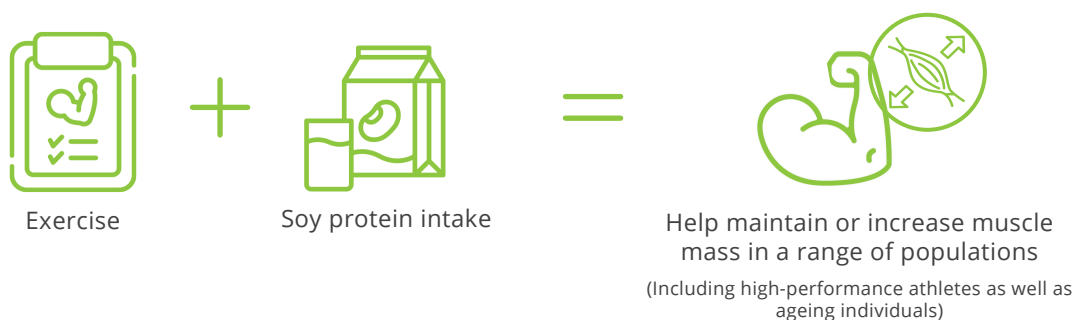 Exercise
Soy protein intake
Help maintain or increase muscle
mass in a range of populations
(Including high-performance athletes as well as
ageing individuals)